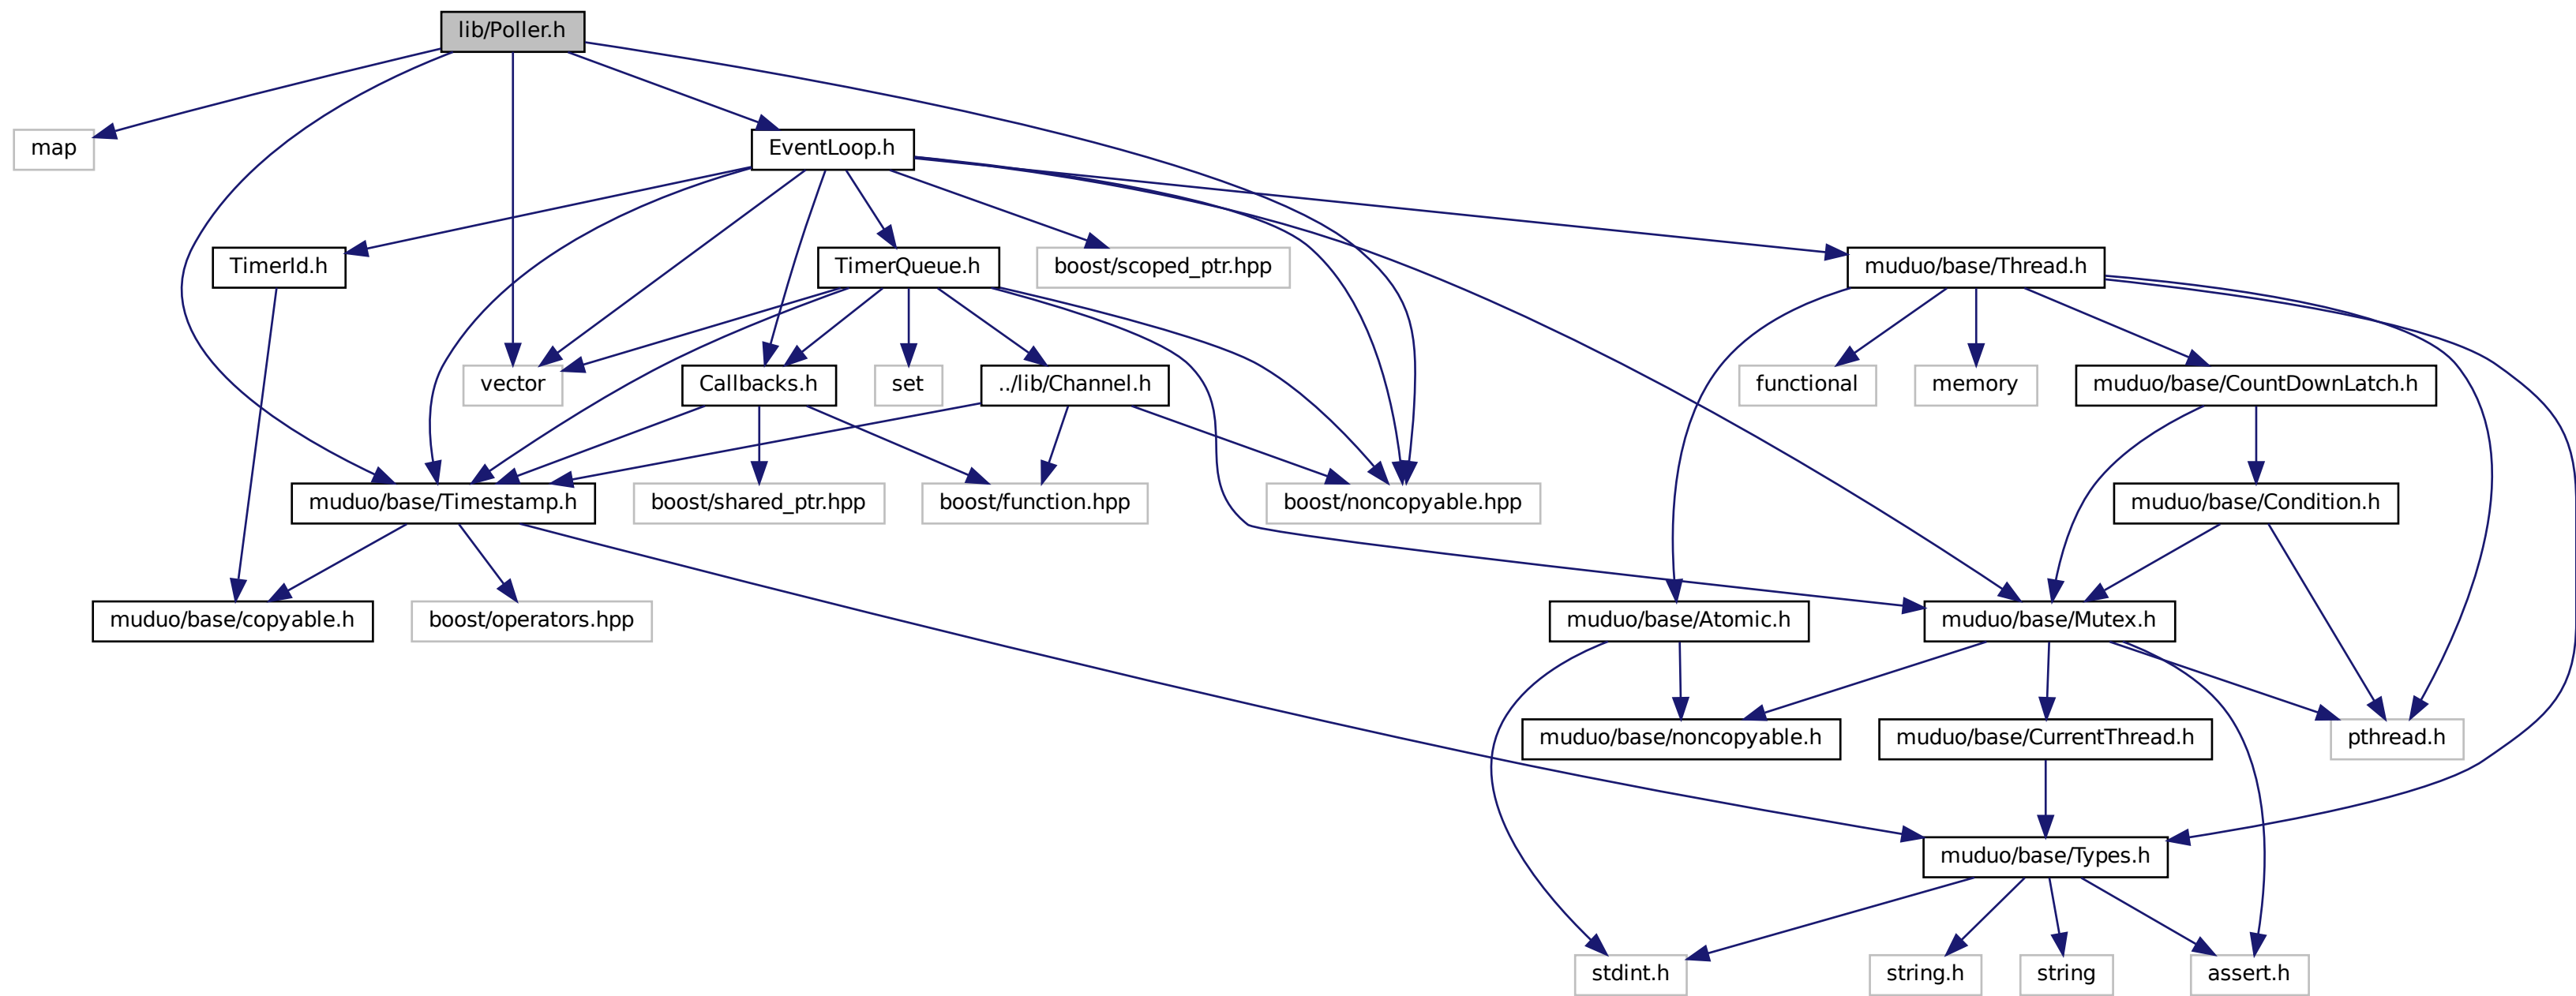 lib/Poller.h
map
EventLoop.h
TimerId.h
TimerQueue.h
boost/scoped_ptr.hpp
muduo/base/Thread.h
vector
Callbacks.h
set
../lib/Channel.h
functional
memory
muduo/base/CountDownLatch.h
muduo/base/Timestamp.h
boost/shared_ptr.hpp
boost/function.hpp
boost/noncopyable.hpp
muduo/base/Condition.h
muduo/base/copyable.h
boost/operators.hpp
muduo/base/Atomic.h
muduo/base/Mutex.h
muduo/base/noncopyable.h
muduo/base/CurrentThread.h
pthread.h
muduo/base/Types.h
stdint.h
string.h
string
assert.h